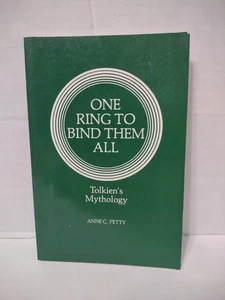 ONE
RING TO
BIND THEM
ALL
Tolkien's
Mythology
ANNE C. PETTY